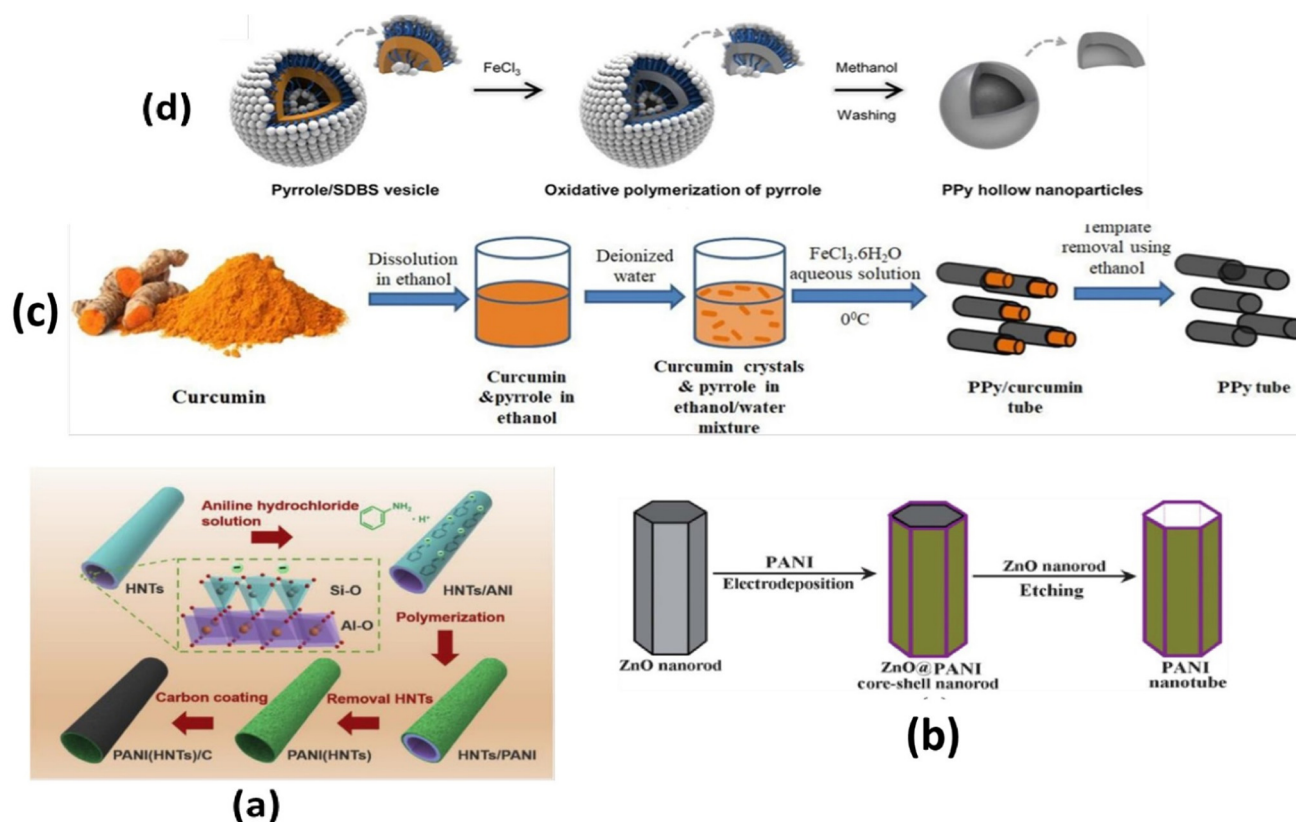 (d)
FeCl₃
Methanol
Washing
Pyrrole/SDBS vesicle
Oxidative polymerization of pyrrole
PPy hollow nanoparticles
(c)
Dissolution
in ethanol
Deionized
water
FeCl₃.6H₂O
aqueous solution
0⁰C
Template
removal using
ethanol
Curcumin
Curcumin
&pyrrole in
ethanol
Curcumin crystals
& pyrrole in
ethanol/water
mixture
PPy/curcumin
tube
PPy tube
Aniline hydrochloride
solution
NH₂
· H⁺
HNTs
Si-O
Al-O
HNTs/ANI
Polymerization
Carbon coating
Removal HNTs
PANI(HNTs)/C
PANI(HNTs)
HNTs/PANI
(a)
PANI
Electrodeposition
ZnO nanorod
Etching
ZnO nanorod
ZnO@PANI
core-shell nanorod
PANI
nanotube
(b)